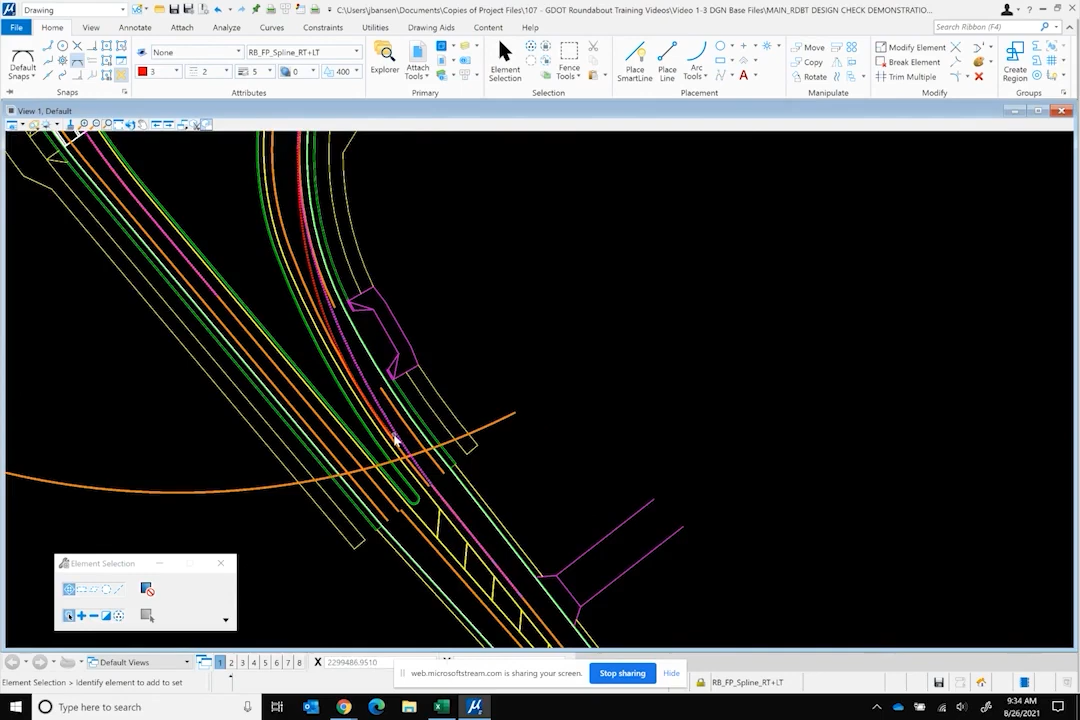 Drawing
C:\Users\bansen\Documents\Copies of Project Files\107 - GDOT Roundabout Training Videos\Video 1-3 DGN Base Files\MAIN_RDBT DESIGN CHECK DEMONSTRATIO...
File Home View Annotate Attach Analyze Curves Constraints Utilities Drawing Aids Content Help
Search Ribbon (F4)
Default Snaps
None
RB_FP_Spline_RT+LT
3 2 5 0 400
Explorer
Attach Tools
Element Selection
Fence Tools
Place SmartLine
Place Line
Arc Tools
Move
Copy
Rotate
Modify Element
Break Element
Trim Multiple
Create Region
Snaps Attributes Primary Selection Placement Manipulate Modify Groups
View 1, Default
Element Selection
Default Views
1 2 3 4 5 6 7 8
X 2299486.9510
web.microsoftstream.com is sharing your screen.
Stop sharing
Hide
Element Selection > Identify element to add to set
RB_FP_Spline_RT+LT
Type here to search
9:34 AM
8/26/2021